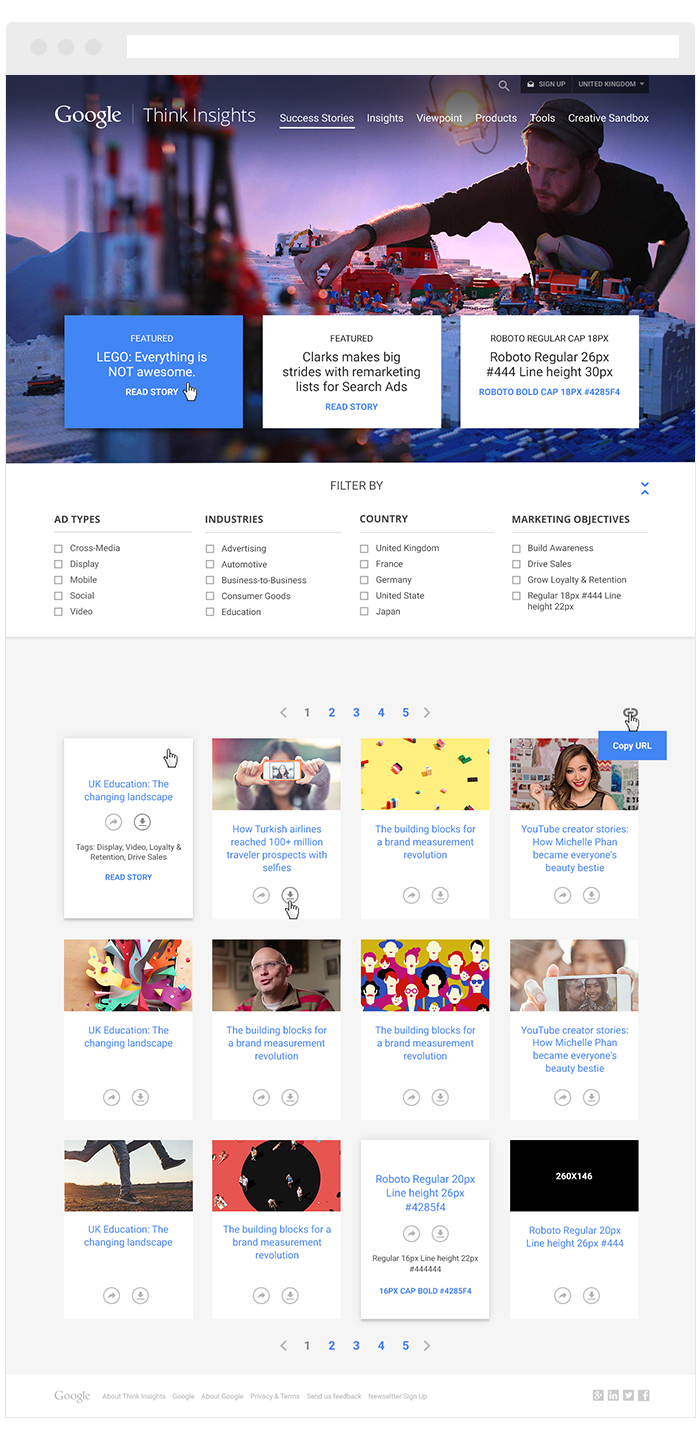 SIGN UP
UNITED KINGDOM
Google
Think Insights
Success Stories
Insights
Viewpoint
Products
Tools
Creative Sandbox
FEATURED
LEGO: Everything is
NOT awesome.
READ STORY
FEATURED
Clarks makes big
strides with remarketing
lists for Search Ads
READ STORY
ROBOTO REGULAR CAP 18PX
Roboto Regular 26px
#444 Line height 30px
ROBOTO BOLD CAP 18PX #4285F4
FILTER BY
AD TYPES
Cross-Media
Display
Mobile
Social
Video
INDUSTRIES
Advertising
Automotive
Business-to-Business
Consumer Goods
Education
COUNTRY
United Kingdom
France
Germany
United State
Japan
MARKETING OBJECTIVES
Build Awareness
Drive Sales
Grow Loyalty & Retention
Regular 18px #444 Line
height 22px
1 2 3 4 5
Copy URL
UK Education: The
changing landscape
Tags: Display, Video, Loyalty &
Retention, Drive Sales
READ STORY
How Turkish airlines
reached 100+ million
traveler prospects with
selfies
The building blocks for
a brand measurement
revolution
YouTube creator stories:
How Michelle Phan
became everyone's
beauty bestie
UK Education: The
changing landscape
The building blocks for
a brand measurement
revolution
The building blocks for
a brand measurement
revolution
YouTube creator stories:
How Michelle Phan
became everyone's
beauty bestie
UK Education: The
changing landscape
The building blocks for a
brand measurement
revolution
Roboto Regular 20px
Line height 26px
#4285f4
Regular 16px Line height 22px
#444444
16PX CAP BOLD #4285F4
260X146
Roboto Regular 20px
Line height 26px #444
1 2 3 4 5
Google
About Think Insights
Google
About Google
Privacy & Terms
Send us feedback
Newseltter Sign Up